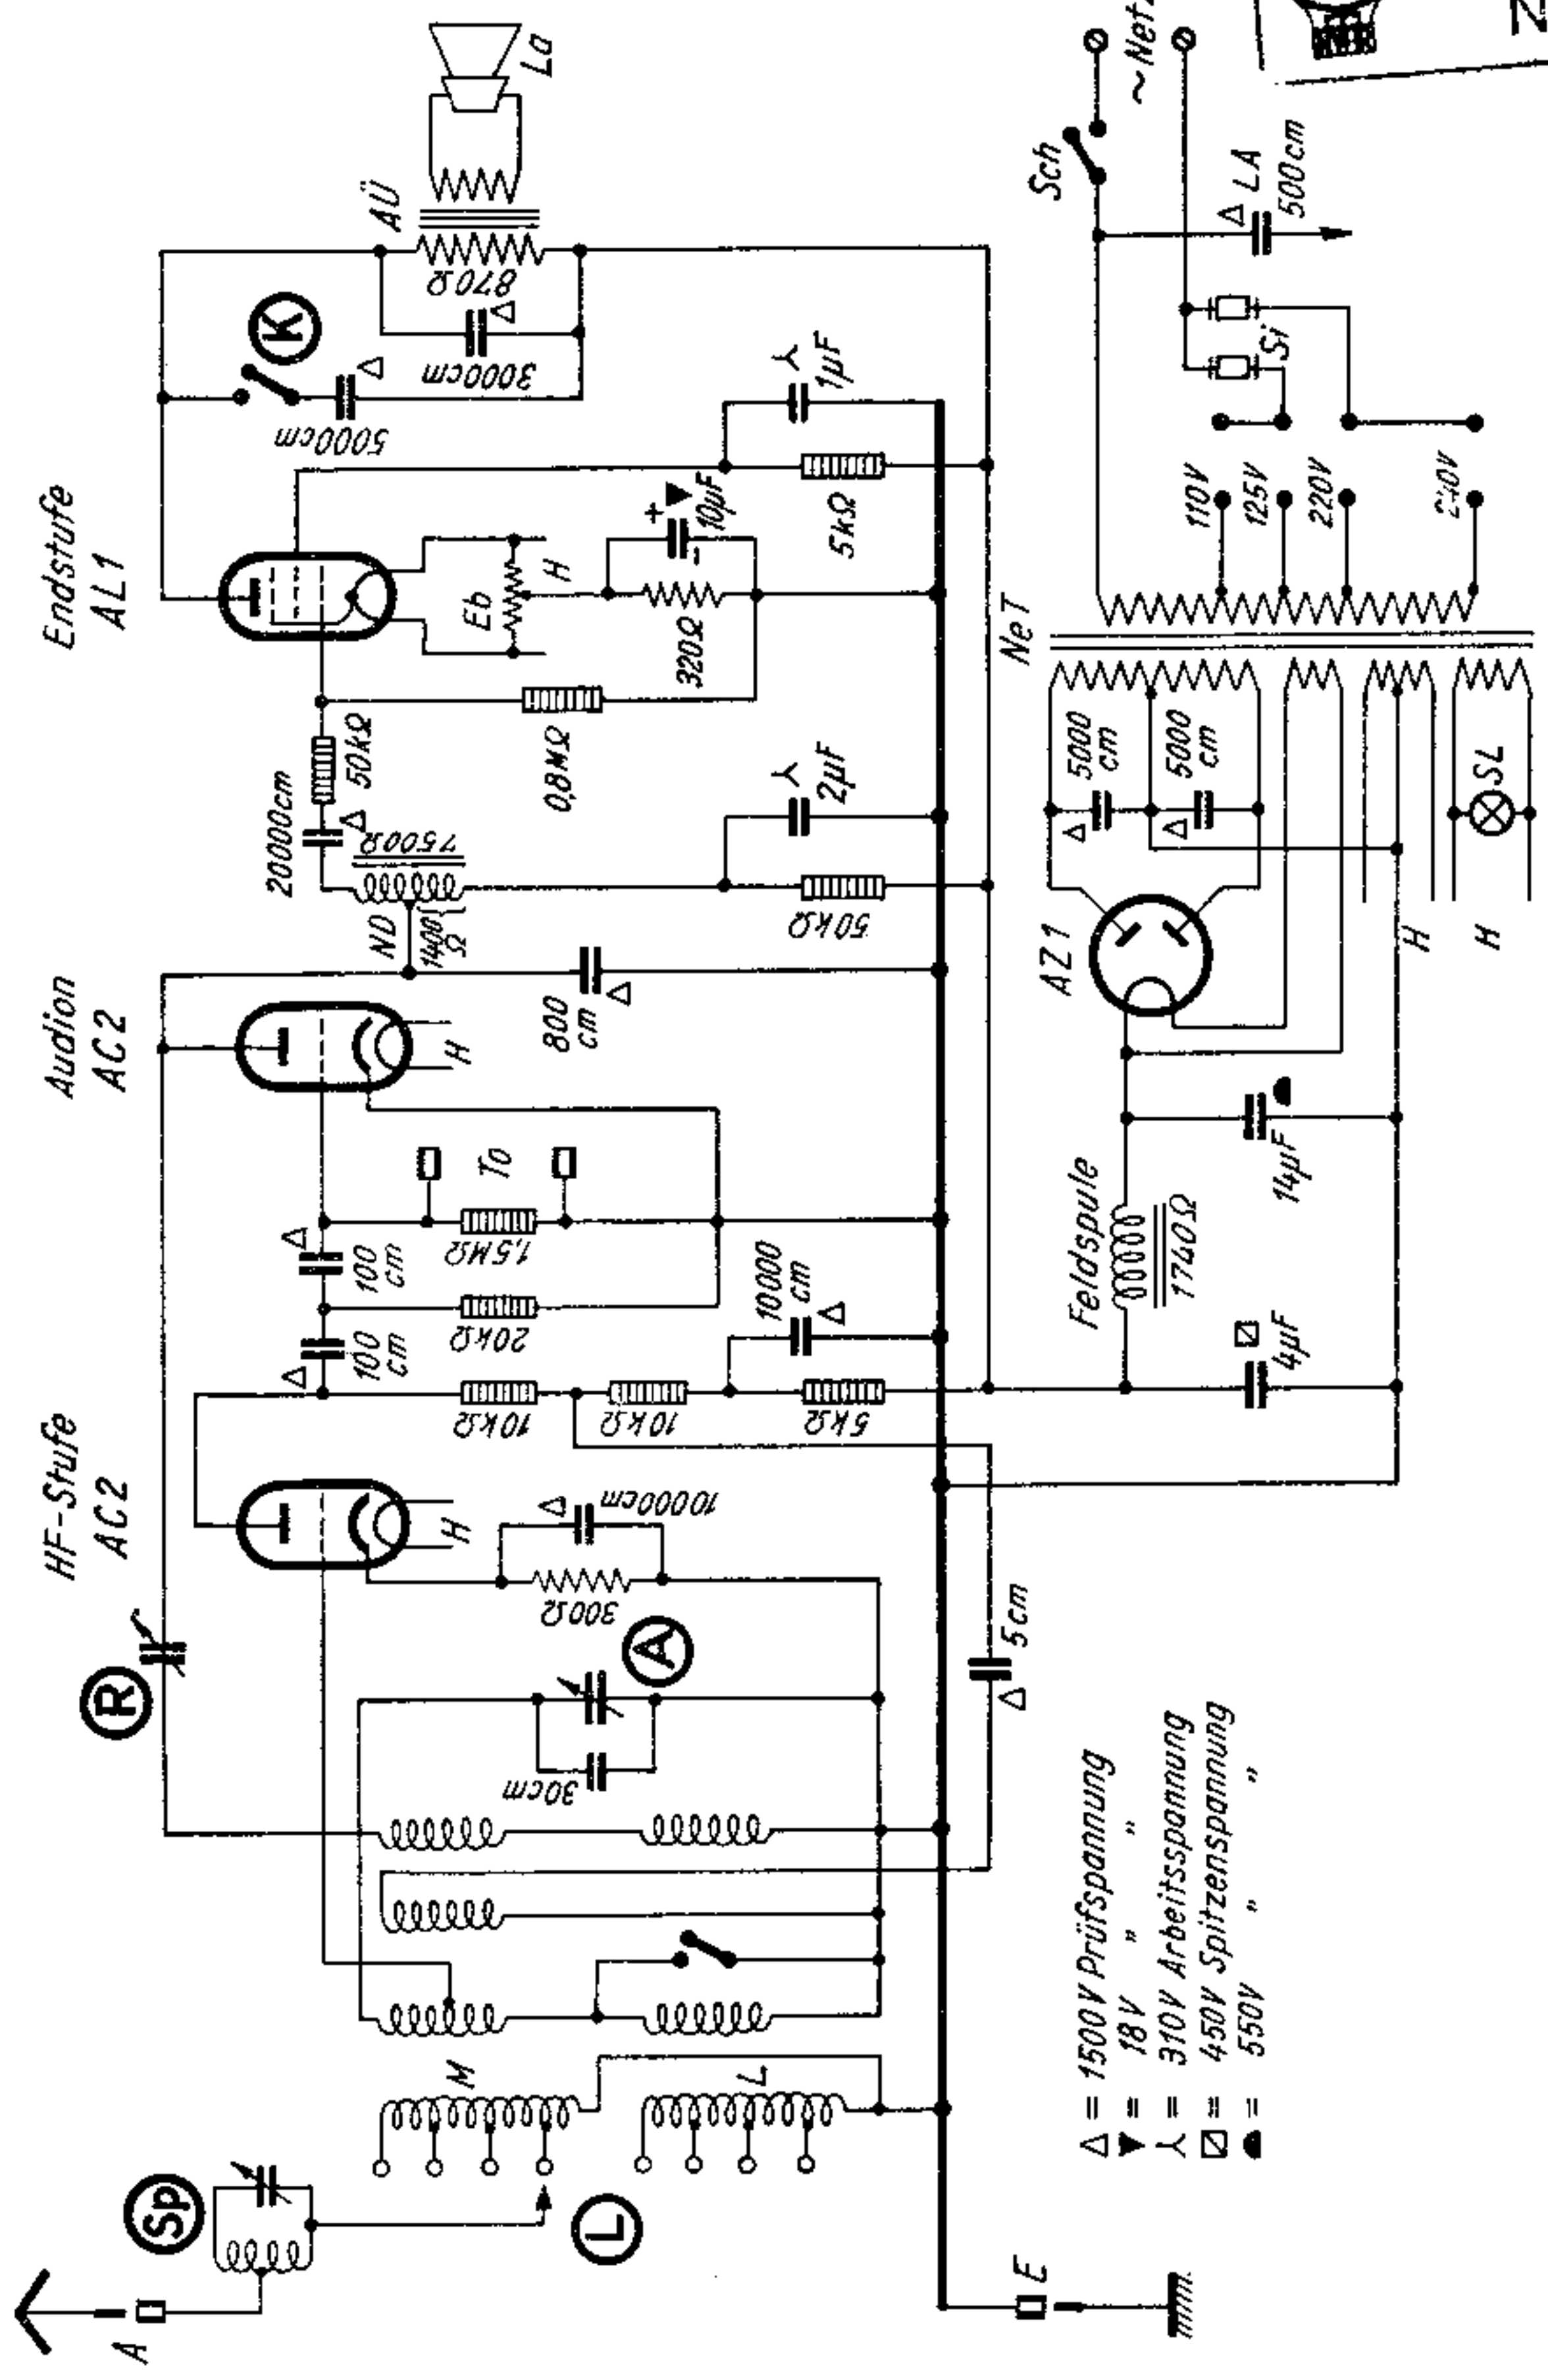 HF-Stufe
AC2
Audion
AC2
Endstufe
AL1
A
Sp
L
M
L
R
30cm
A
300Ω
10000cm
H
100
cm
100
cm
10kΩ
20kΩ
1,5MΩ
To
10kΩ
5kΩ
10000
cm
5cm
H
800
cm
ND
1400
Ω
7500Ω
20000cm
50kΩ
0,8MΩ
50kΩ
2µF
Eb
H
320Ω
+
-
10µF
5kΩ
1µF
5000cm
K
3000cm
870Ω
AÜ
La
E
Feldspule
1740Ω
4µF
14µF
AZ1
5000
cm
5000
cm
H
H
SL
NeT
110V
125V
220V
240V
Si
LA
500cm
Sch
= 1500V Prüfspannung
= 18V " "
= 310V Arbeitsspannung
= 450V Spitzenspannung
= 550V " "